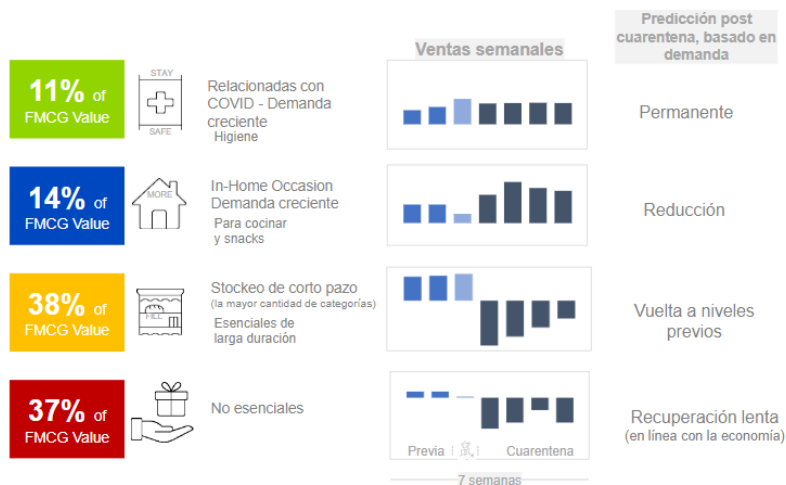 Predicción post
cuarentena, basado en
demanda
Ventas semanales
11% of
FMCG Value
STAY
SAFE
Relacionadas con
COVID - Demanda
creciente
Higiene
Permanente
14% of
FMCG Value
MORE
In-Home Occasion
Demanda creciente
Para cocinar
y snacks
Reducción
38% of
FMCG Value
FILL
Stockeo de corto pazo
(la mayor cantidad de categorías)
Esenciales de
larga duración
Vuelta a niveles
previos
37% of
FMCG Value
No esenciales
Recuperación lenta
(en línea con la economía)
Previa
Cuarentena
7 semanas